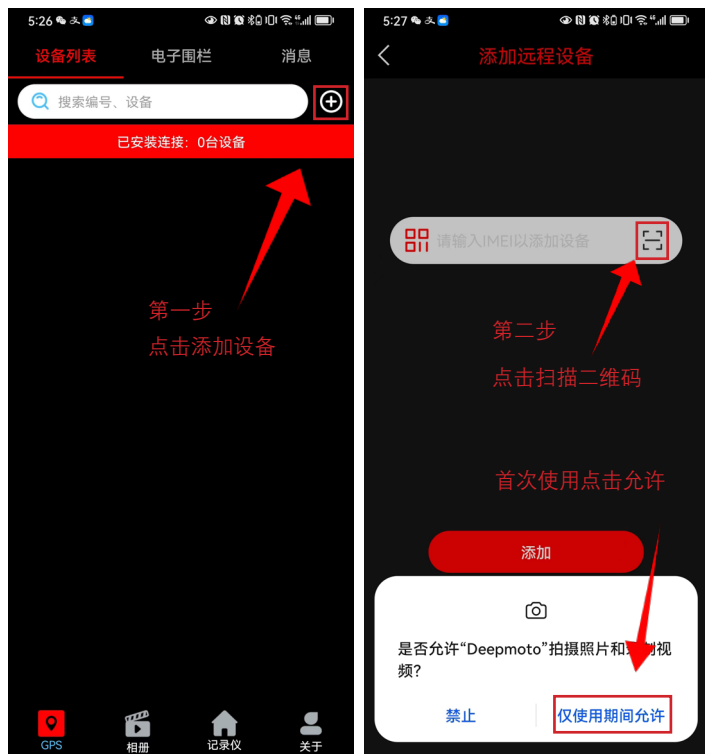 5:26
设备列表
电子围栏
消息
搜索编号、设备
已安装连接：0台设备
第一步
点击添加设备
GPS
相册
记录仪
关于
5:27
添加远程设备
请输入IMEI以添加设备
第二步
点击扫描二维码
首次使用点击允许
添加
是否允许“Deepmoto”拍摄照片和录制视
频？
禁止
仅使用期间允许